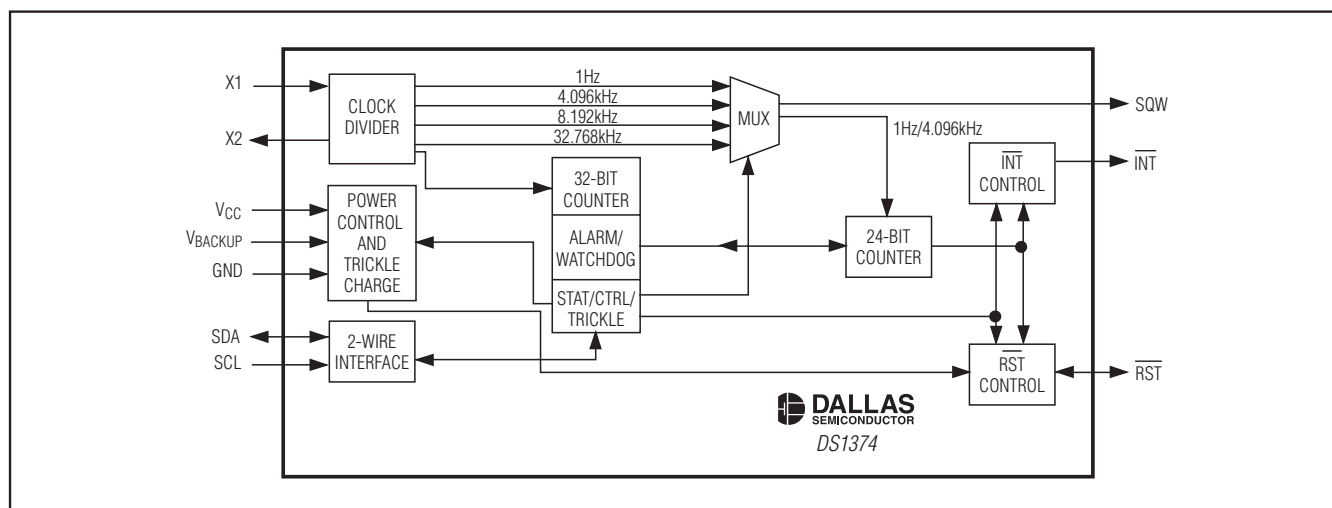 X1
X2
CLOCK
DIVIDER
1Hz
4.096kHz
8.192kHz
32.768kHz
MUX
SQW
1Hz/4.096kHz
INT
CONTROL
INT
VCC
VBACKUP
GND
POWER
CONTROL
AND
TRICKLE
CHARGE
32-BIT
COUNTER
ALARM/
WATCHDOG
STAT/CTRL/
TRICKLE
24-BIT
COUNTER
SDA
SCL
2-WIRE
INTERFACE
RST
CONTROL
RST
DALLAS
SEMICONDUCTOR
DS1374